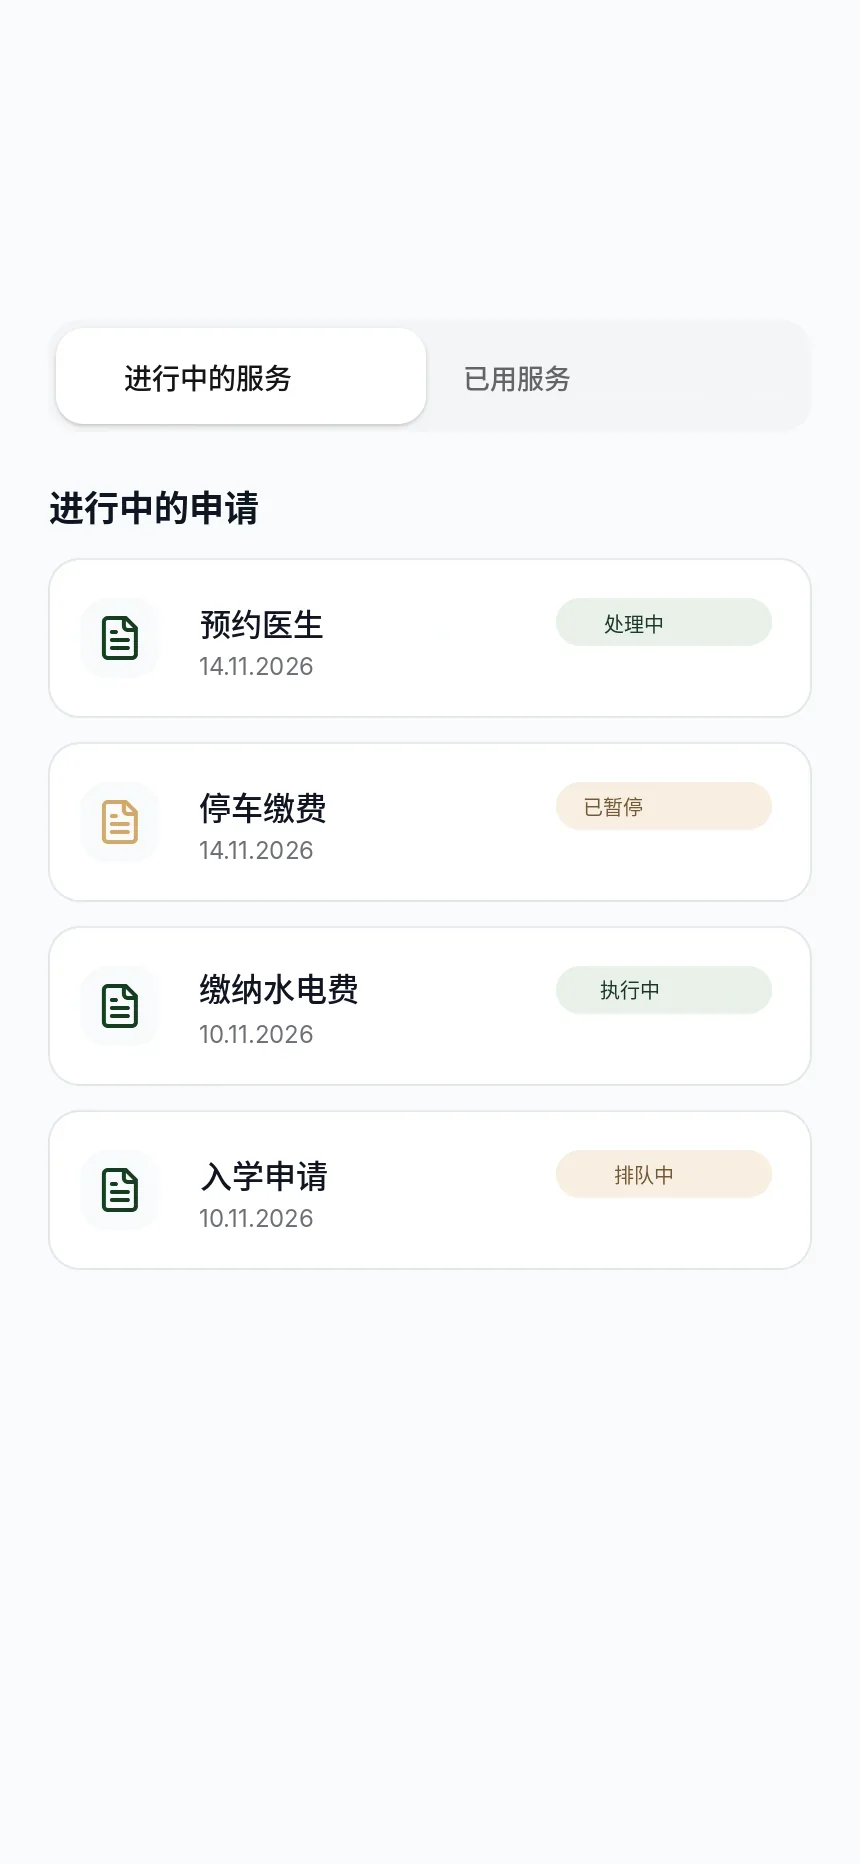 进行中的服务
已用服务
进行中的申请
预约医生
处理中
14.11.2026
停车缴费
已暂停
14.11.2026
缴纳水电费
执行中
10.11.2026
入学申请
排队中
10.11.2026